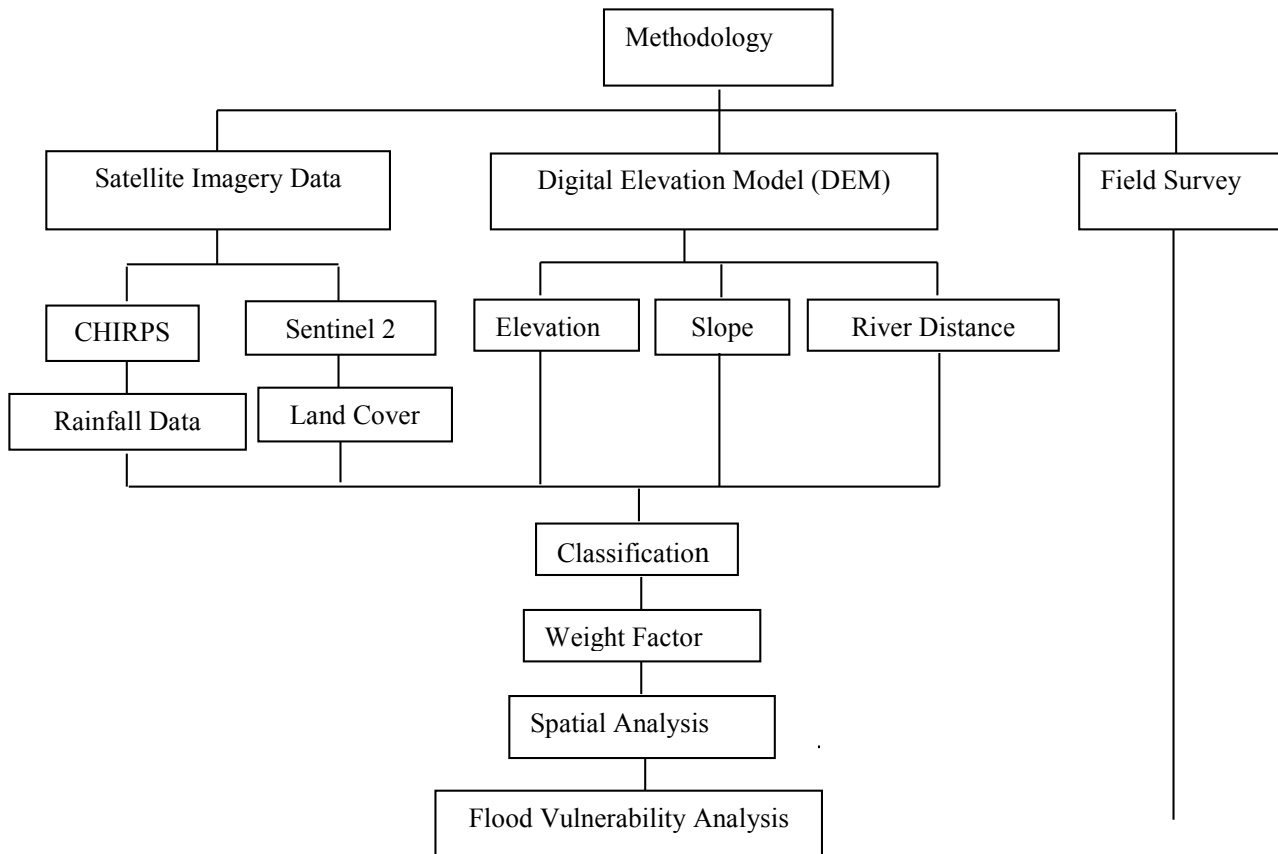 Methodology
Satellite Imagery Data
Digital Elevation Model (DEM)
Field Survey
CHIRPS
Sentinel 2
Elevation
Slope
River Distance
Rainfall Data
Land Cover
Classification
Weight Factor
Spatial Analysis
.
Flood Vulnerability Analysis